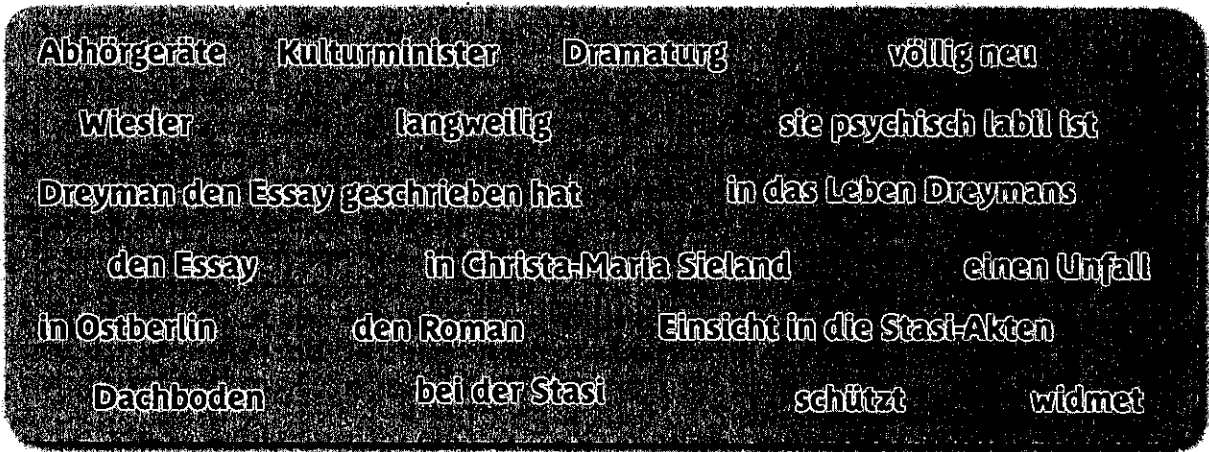 Abhörgeräte Kulturminister Dramaturg völlig neu
Wiesler langweilig sie psychisch labil ist
Dreyman den Essay geschrieben hat in das Leben Dreymans
den Essay in Christa-Maria Sieland einen Unfall
in Ostberlin den Roman Einsicht in die Stasi-Akten
Dachboden bei der Stasi schützt widmet